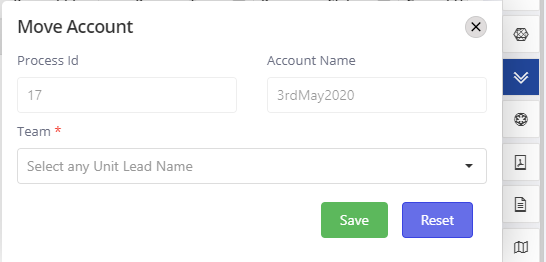 Move Account
Process Id
Account Name
17
3rdMay2020
Team *
Select any Unit Lead Name
Save
Reset